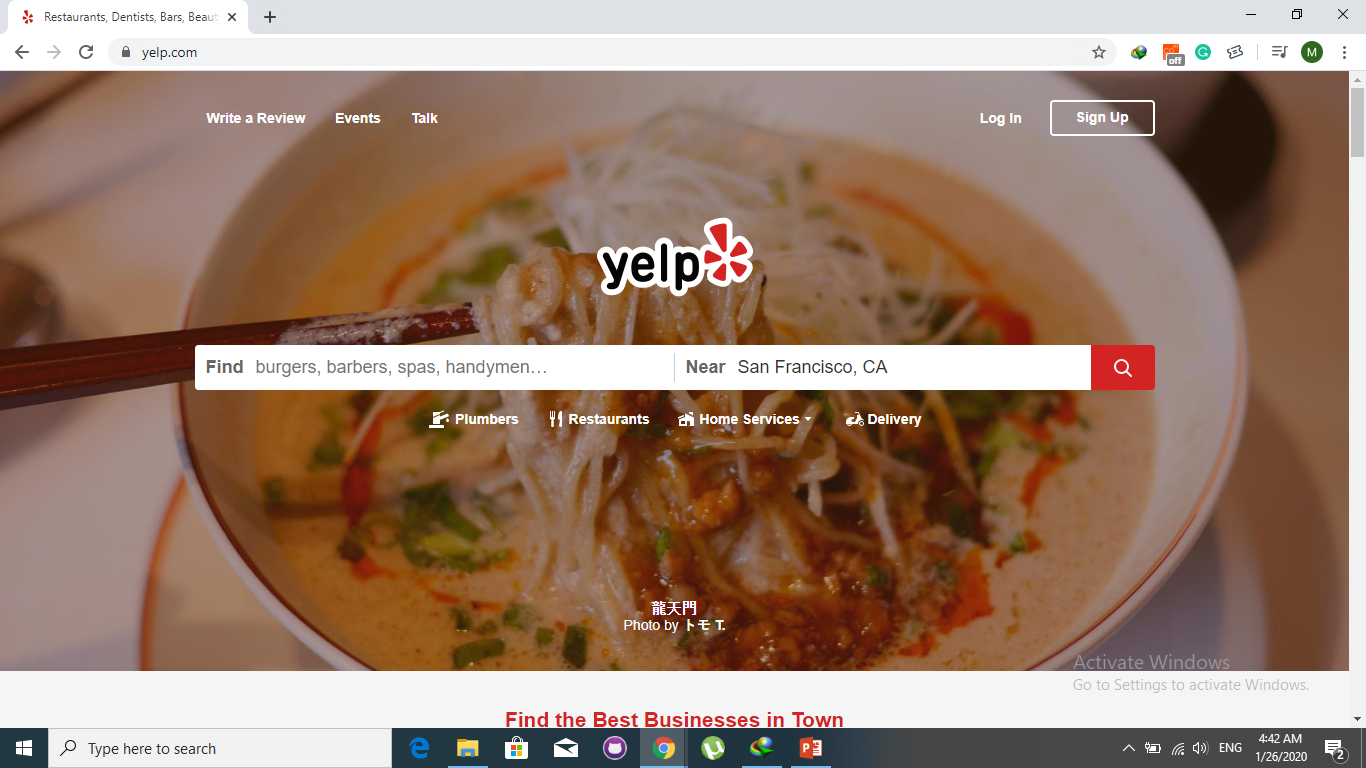 Restaurants, Dentists, Bars, Beaut
yelp.com
off
M
Write a Review Events Talk Log In Sign Up
yelp
Find burgers, barbers, spas, handymen… Near San Francisco, CA
Plumbers Restaurants Home Services Delivery
龍天門
Photo by トモ T.
Activate Windows
Go to Settings to activate Windows.
Find the Best Businesses in Town
Type here to search
ENG
4:42 AM
1/26/2020
2